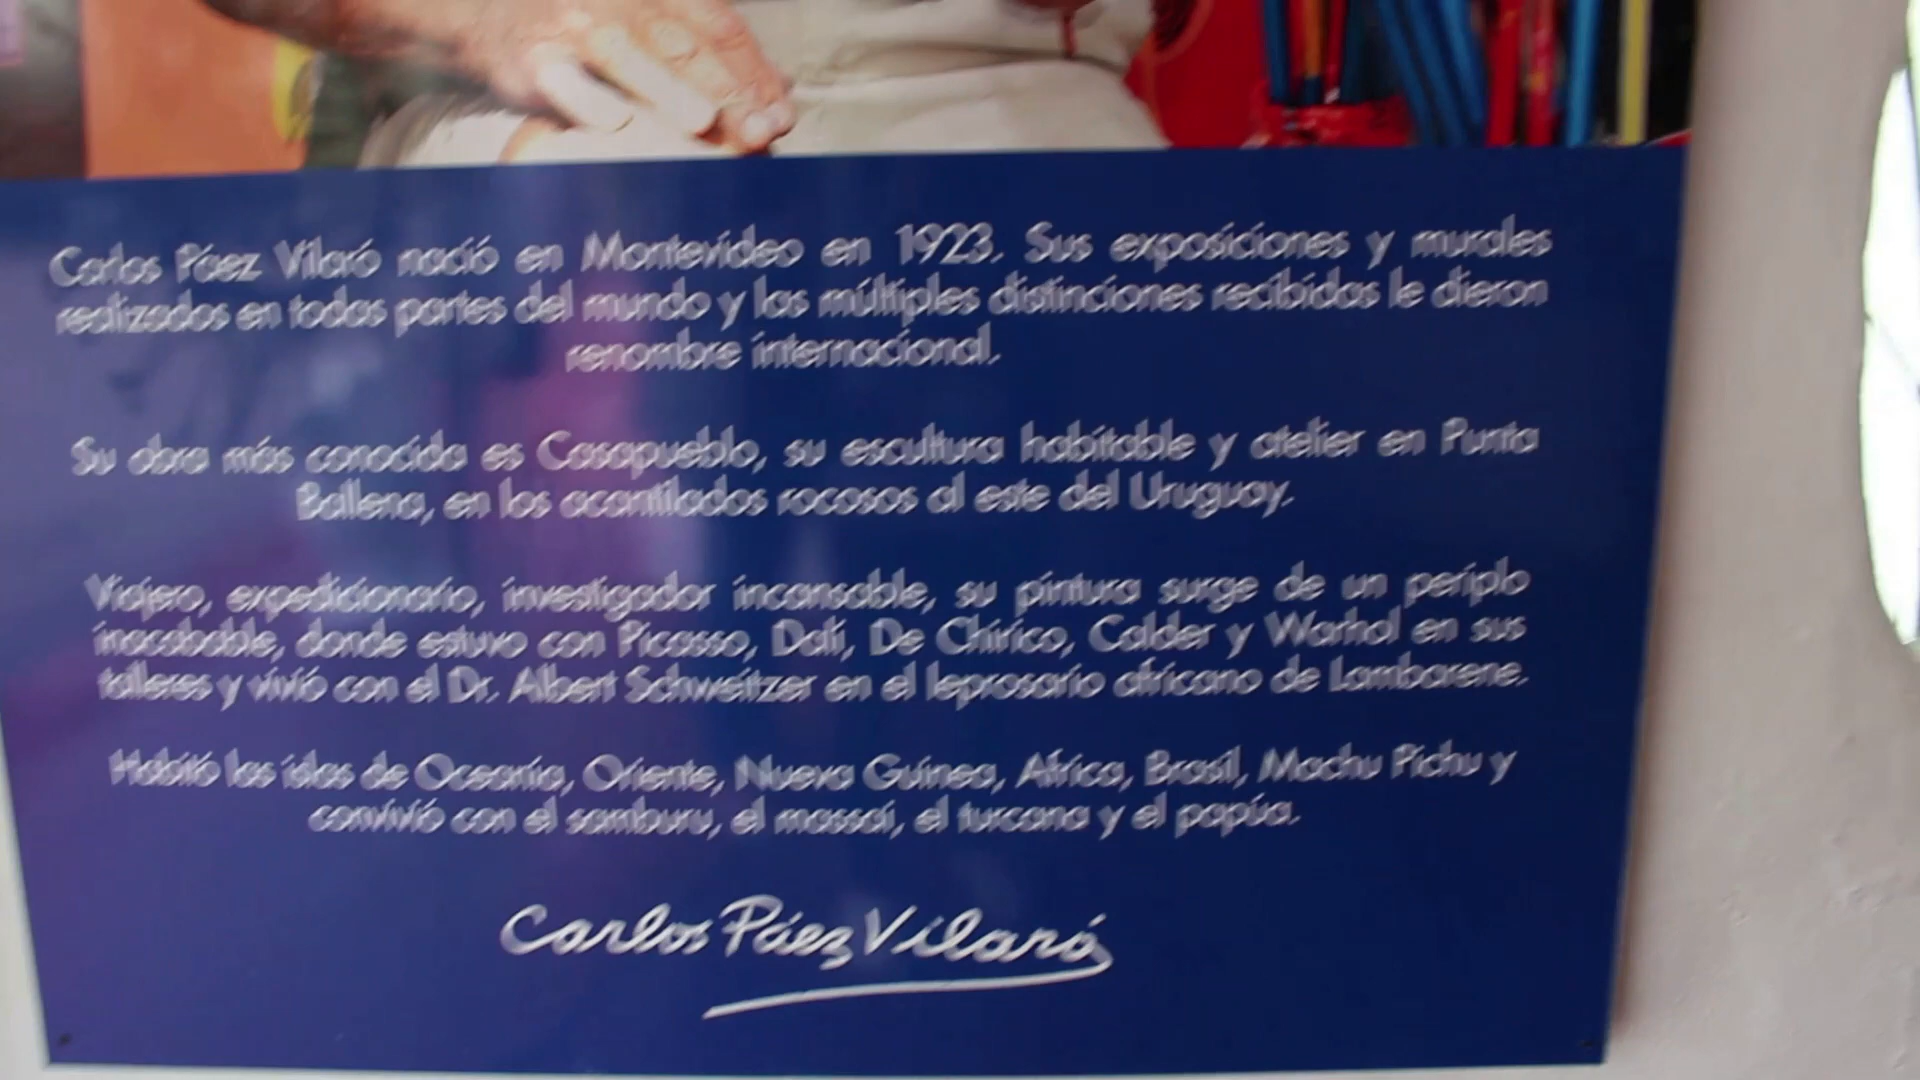 Carlos Páez Vilaró nació en Montevideo en 1923. Sus exposiciones y murales
realizados en todas partes del mundo y las múltiples distinciones recibidas le dieron
renombre internacional.
Su obra más conocida es Casapueblo, su escultura habitable y atelier en Punta
Ballena, en los acantilados rocosos al este del Uruguay.
Viajero, expedicionario, investigador incansable, su pintura surge de un periplo
inacabable, donde estuvo con Picasso, Dalí, De Chirico, Calder y Warhol en sus
talleres y vivió con el Dr. Albert Schweitzer en el leprosario africano de Lambarene.
Habitó las islas de Oceanía, Oriente, Nueva Guinea, Africa, Brasil, Machu Pichu y
convivió con el samburu, el massai, el turcana y el papúa.
Carlos Páez Vilaró